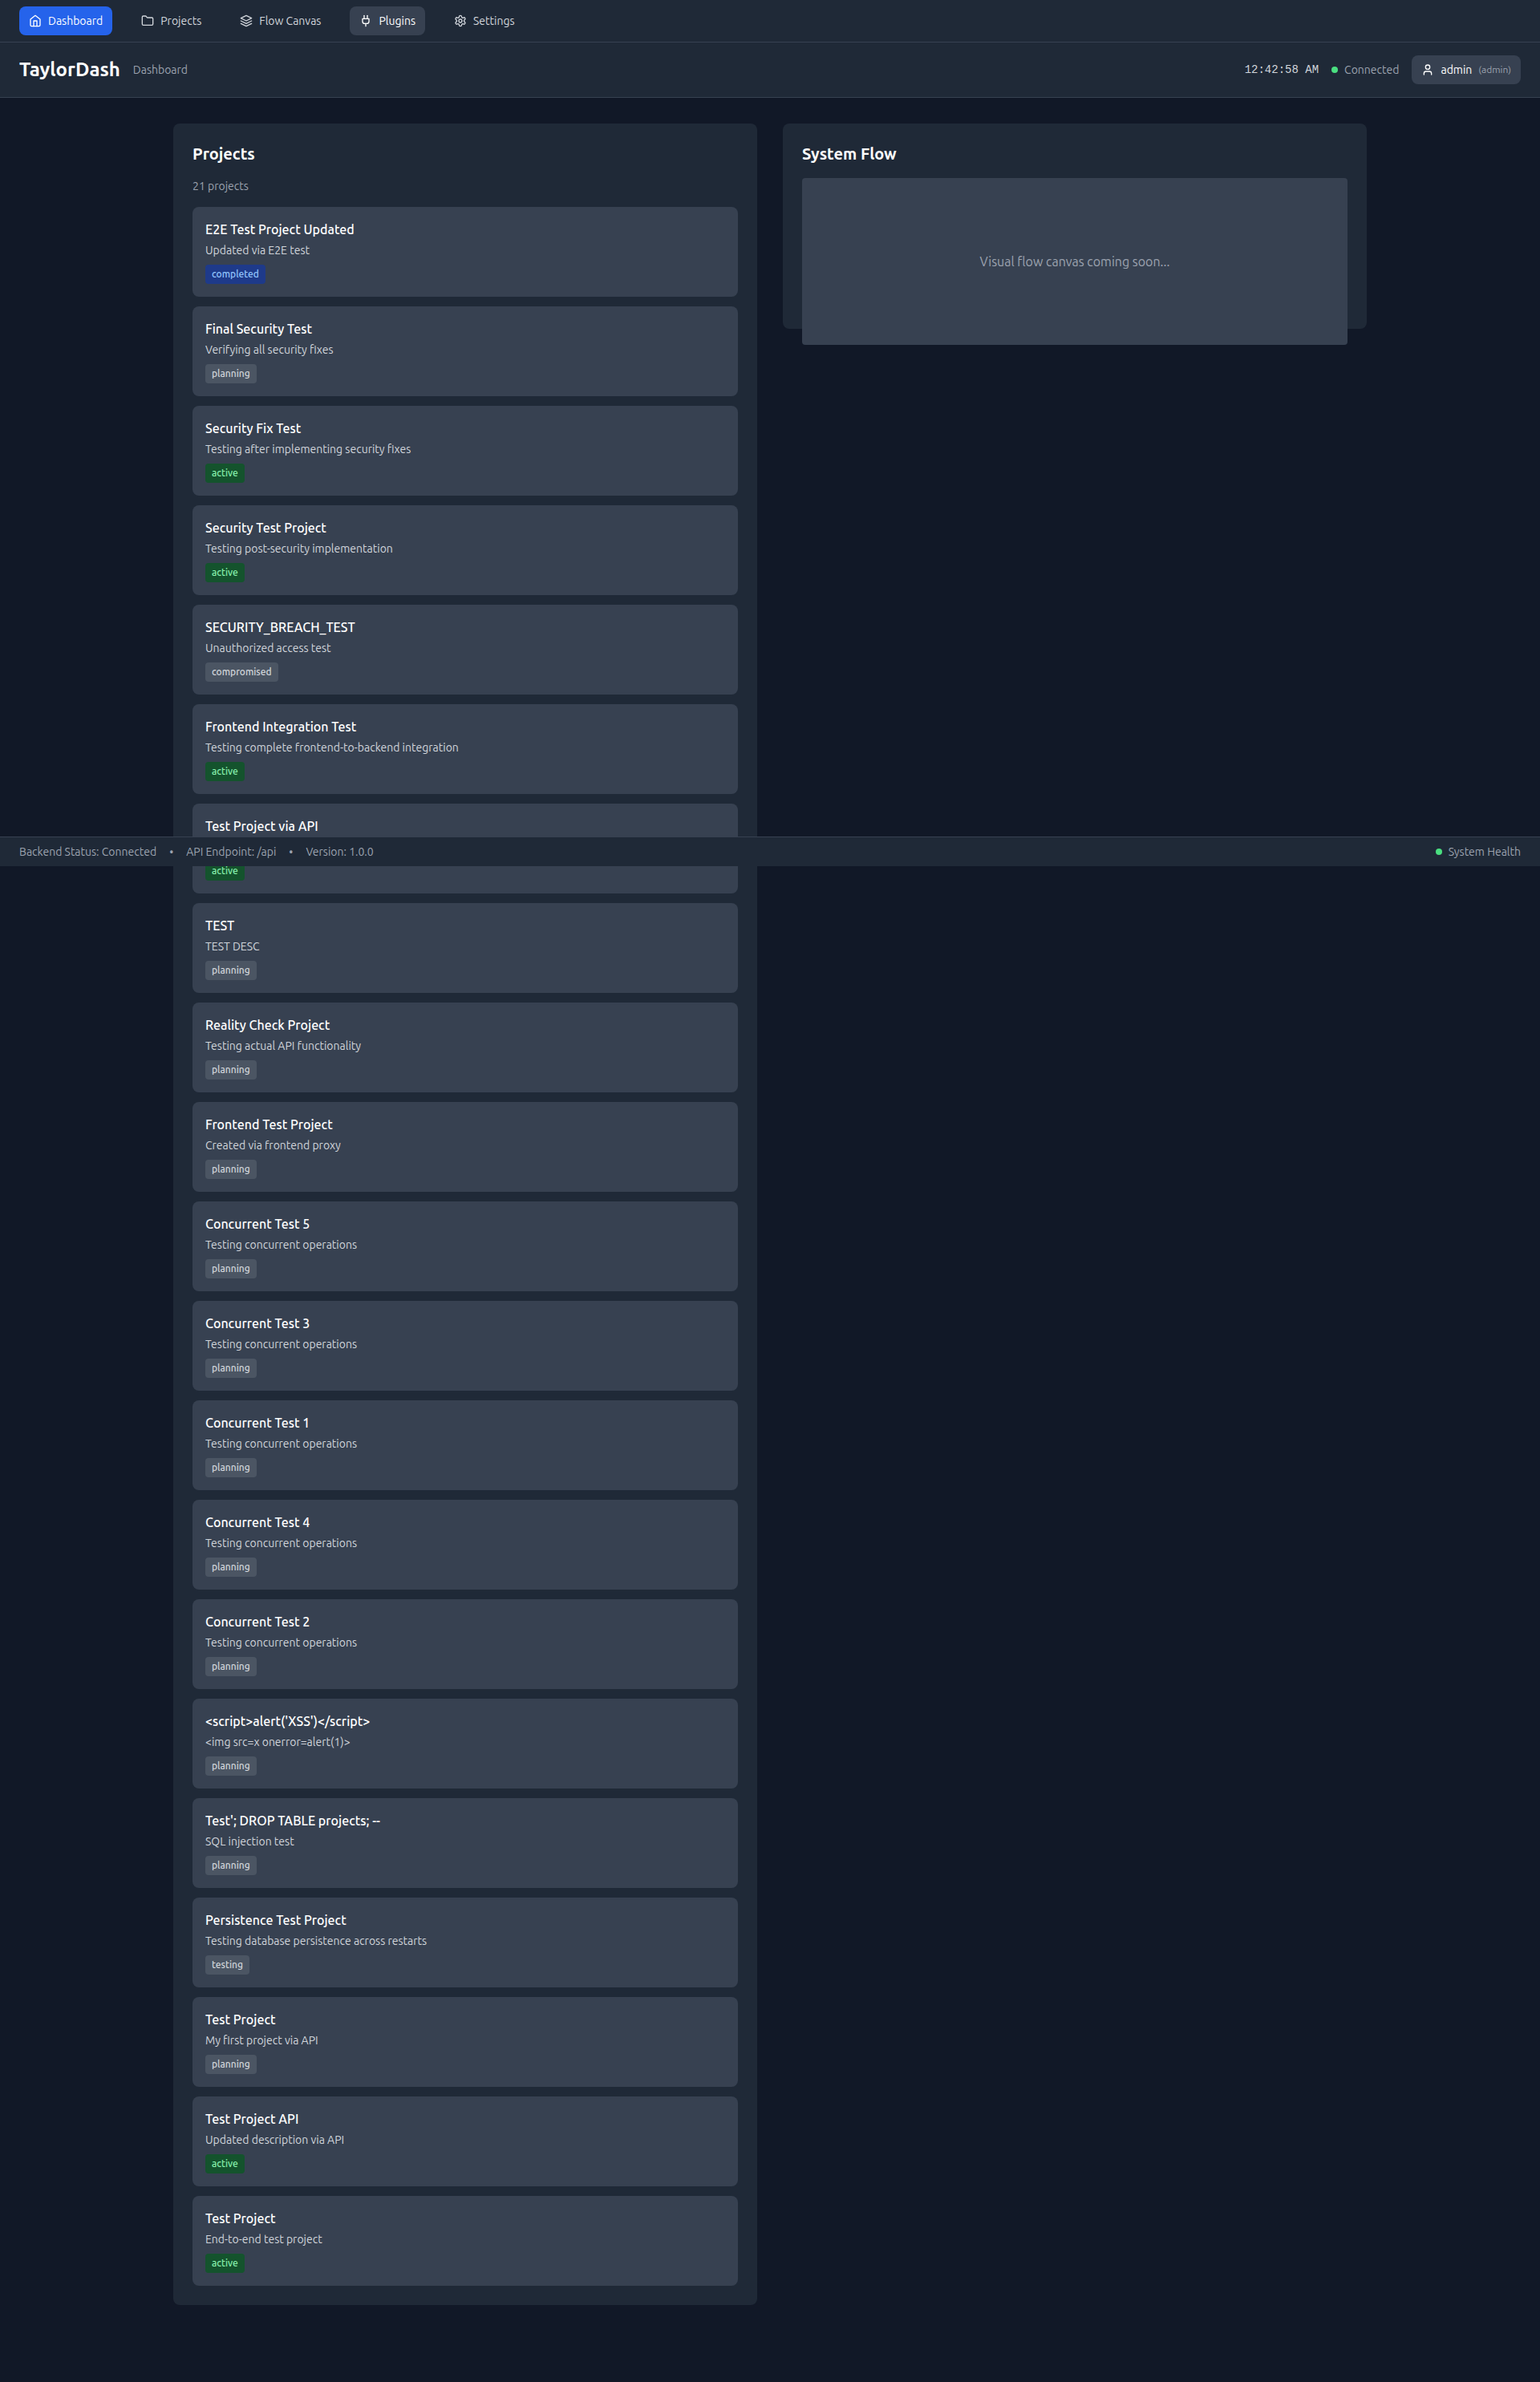 Dashboard
Projects
Flow Canvas
Plugins
Settings
TaylorDash
Dashboard
12:42:58 AM
Connected
admin (admin)
Projects
21 projects
E2E Test Project Updated
Updated via E2E test
completed
Final Security Test
Verifying all security fixes
planning
Security Fix Test
Testing after implementing security fixes
active
Security Test Project
Testing post-security implementation
active
SECURITY_BREACH_TEST
Unauthorized access test
compromised
Frontend Integration Test
Testing complete frontend-to-backend integration
active
Test Project via API
active
TEST
TEST DESC
planning
Reality Check Project
Testing actual API functionality
planning
Frontend Test Project
Created via frontend proxy
planning
Concurrent Test 5
Testing concurrent operations
planning
Concurrent Test 3
Testing concurrent operations
planning
Concurrent Test 1
Testing concurrent operations
planning
Concurrent Test 4
Testing concurrent operations
planning
Concurrent Test 2
Testing concurrent operations
planning
<script>alert('XSS')</script>
<img src=x onerror=alert(1)>
planning
Test'; DROP TABLE projects; --
SQL injection test
planning
Persistence Test Project
Testing database persistence across restarts
testing
Test Project
My first project via API
planning
Test Project API
Updated description via API
active
Test Project
End-to-end test project
active
System Flow
Visual flow canvas coming soon...
Backend Status: Connected • API Endpoint: /api • Version: 1.0.0
System Health